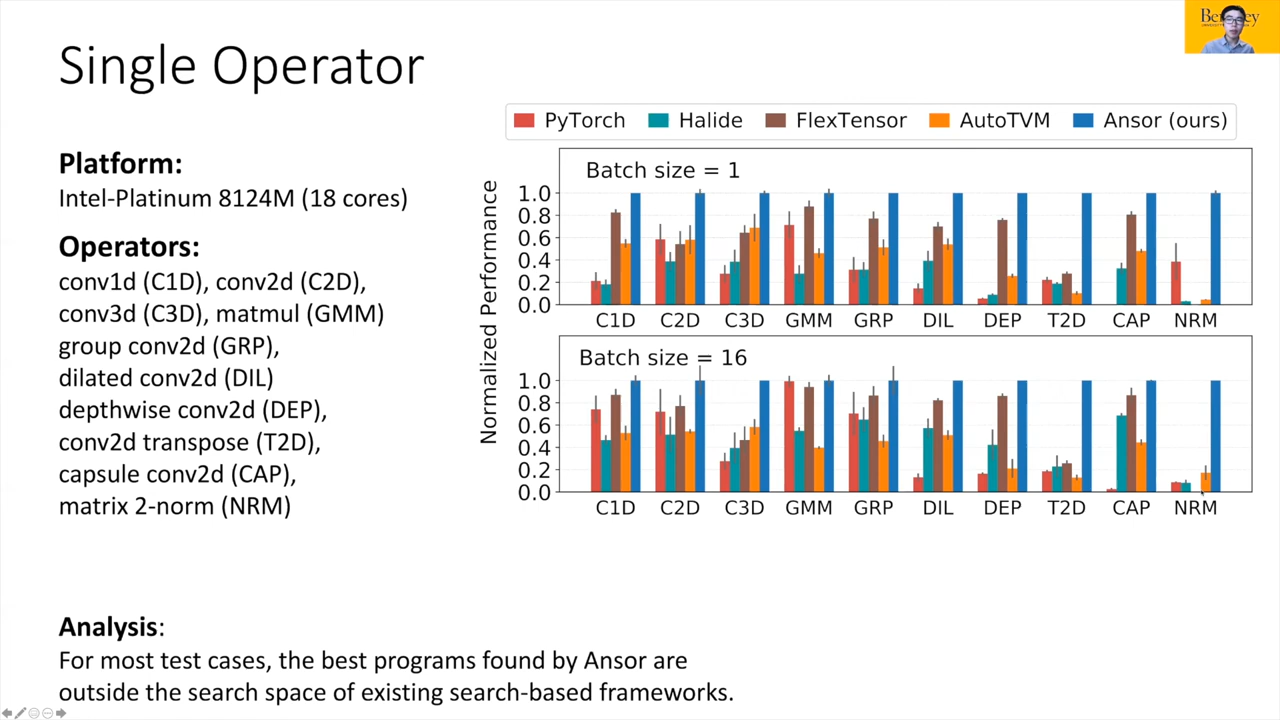 Single Operator
Platform:
Intel-Platinum 8124M (18 cores)
Operators:
conv1d (C1D), conv2d (C2D),
conv3d (C3D), matmul (GMM)
group conv2d (GRP),
dilated conv2d (DIL)
depthwise conv2d (DEP),
conv2d transpose (T2D),
capsule conv2d (CAP),
matrix 2-norm (NRM)
PyTorch Halide FlexTensor AutoTVM Ansor (ours)
Normalized Performance
Batch size = 1
1.0
0.8
0.6
0.4
0.2
0.0
C1D C2D C3D GMM GRP DIL DEP T2D CAP NRM
Batch size = 16
1.0
0.8
0.6
0.4
0.2
0.0
C1D C2D C3D GMM GRP DIL DEP T2D CAP NRM
Analysis:
For most test cases, the best programs found by Ansor are
outside the search space of existing search-based frameworks.